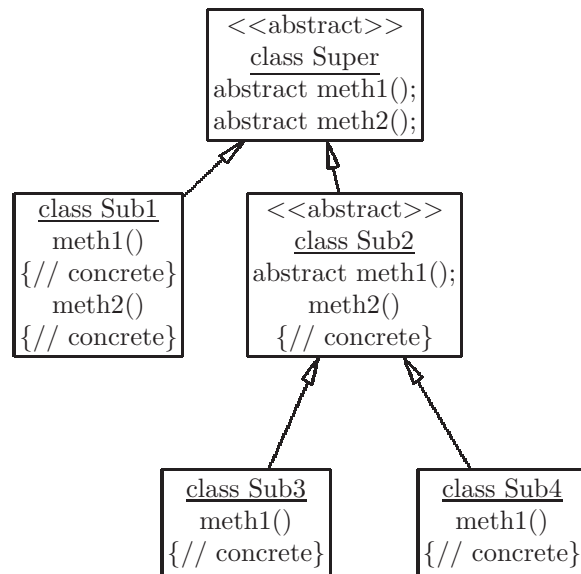 <<abstract>>
class Super
abstract meth1();
abstract meth2();
class Sub1
meth1()
{// concrete}
meth2()
{// concrete}
<<abstract>>
class Sub2
abstract meth1();
meth2()
{// concrete}
class Sub3
meth1()
{// concrete}
class Sub4
meth1()
{// concrete}